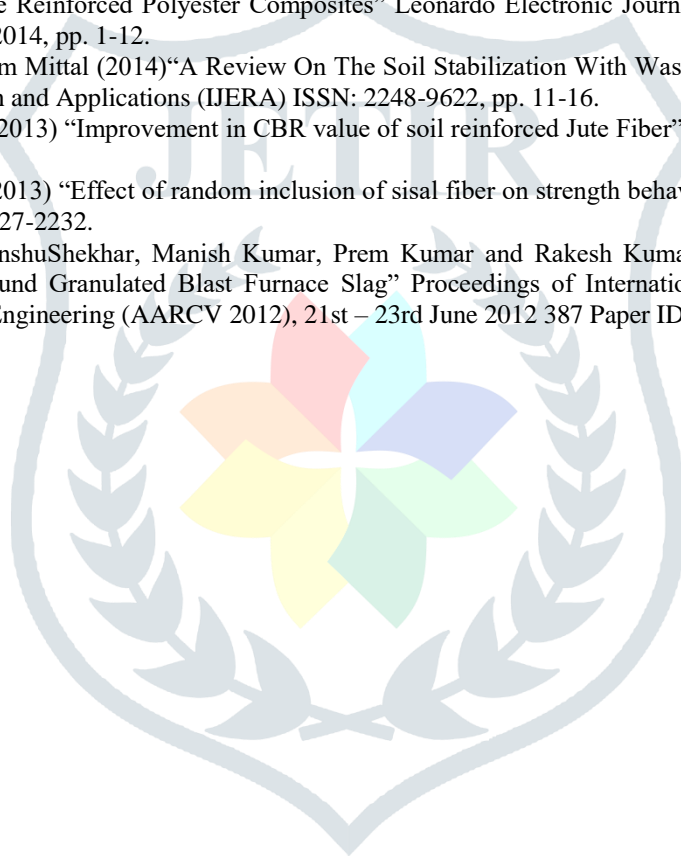 e Reinforced Polyester Composites” Leonardo Electronic Journ
2014, pp. 1-12.
m Mittal (2014)“A Review On The Soil Stabilization With Was
n and Applications (IJERA) ISSN: 2248-9622, pp. 11-16.
2013) “Improvement in CBR value of soil reinforced Jute Fiber”
JETIR
2013) “Effect of random inclusion of sisal fiber on strength behav
27-2232.
nshuShekhar, Manish Kumar, Prem Kumar and Rakesh Kuma
und Granulated Blast Furnace Slag” Proceedings of Internatio
Engineering (AARCV 2012), 21st – 23rd June 2012 387 Paper ID